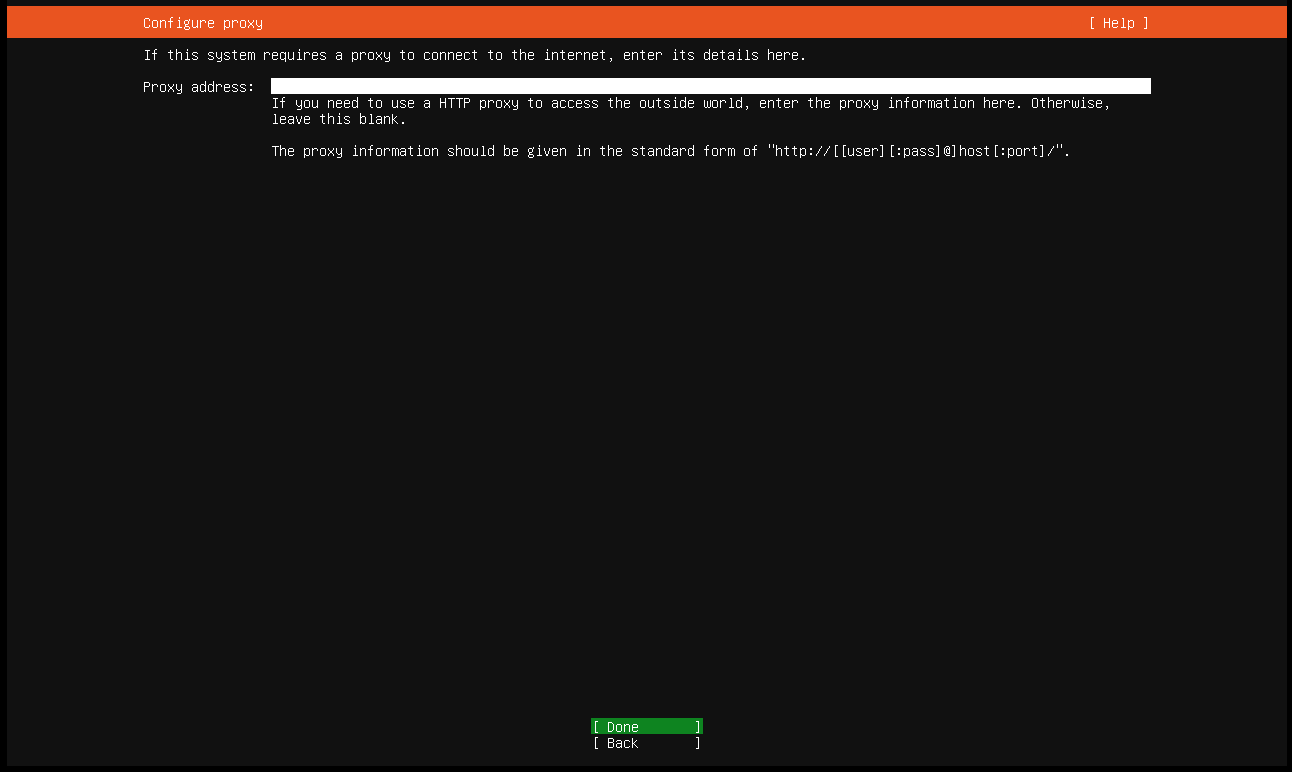 Configure proxy [ Help ]
If this system requires a proxy to connect to the internet, enter its details here.
Proxy address:
If you need to use a HTTP proxy to access the outside world, enter the proxy information here. Otherwise,
leave this blank.
The proxy information should be given in the standard form of "http://[[user][:pass]@]host[:port]/".
[ Done ]
[ Back ]